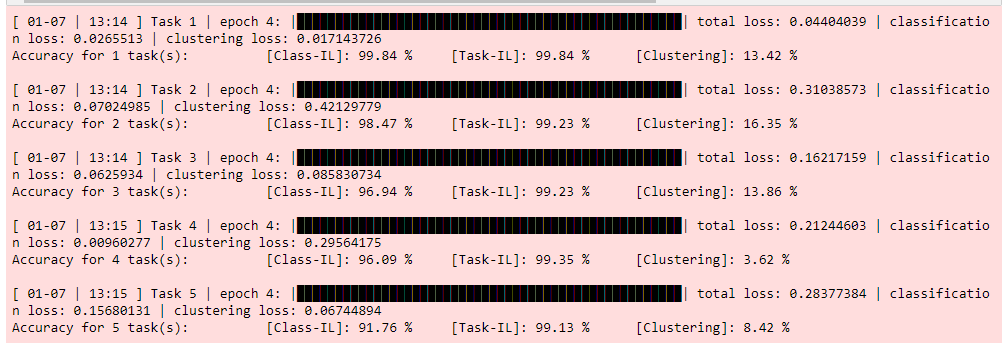 [ 01-07 | 13:14 ] Task 1 | epoch 4: || total loss: 0.04404039 | classificatio
n loss: 0.0265513 | clustering loss: 0.017143726
Accuracy for 1 task(s): [Class-IL]: 99.84 % [Task-IL]: 99.84 % [Clustering]: 13.42 %
[ 01-07 | 13:14 ] Task 2 | epoch 4: || total loss: 0.31038573 | classificatio
n loss: 0.07024985 | clustering loss: 0.42129779
Accuracy for 2 task(s): [Class-IL]: 98.47 % [Task-IL]: 99.23 % [Clustering]: 16.35 %
[ 01-07 | 13:14 ] Task 3 | epoch 4: || total loss: 0.16217159 | classificatio
n loss: 0.0625934 | clustering loss: 0.085830734
Accuracy for 3 task(s): [Class-IL]: 96.94 % [Task-IL]: 99.23 % [Clustering]: 13.86 %
[ 01-07 | 13:15 ] Task 4 | epoch 4: || total loss: 0.21244603 | classificatio
n loss: 0.00960277 | clustering loss: 0.29564175
Accuracy for 4 task(s): [Class-IL]: 96.09 % [Task-IL]: 99.35 % [Clustering]: 3.62 %
[ 01-07 | 13:15 ] Task 5 | epoch 4: || total loss: 0.28377384 | classificatio
n loss: 0.15680131 | clustering loss: 0.06744894
Accuracy for 5 task(s): [Class-IL]: 91.76 % [Task-IL]: 99.13 % [Clustering]: 8.42 %